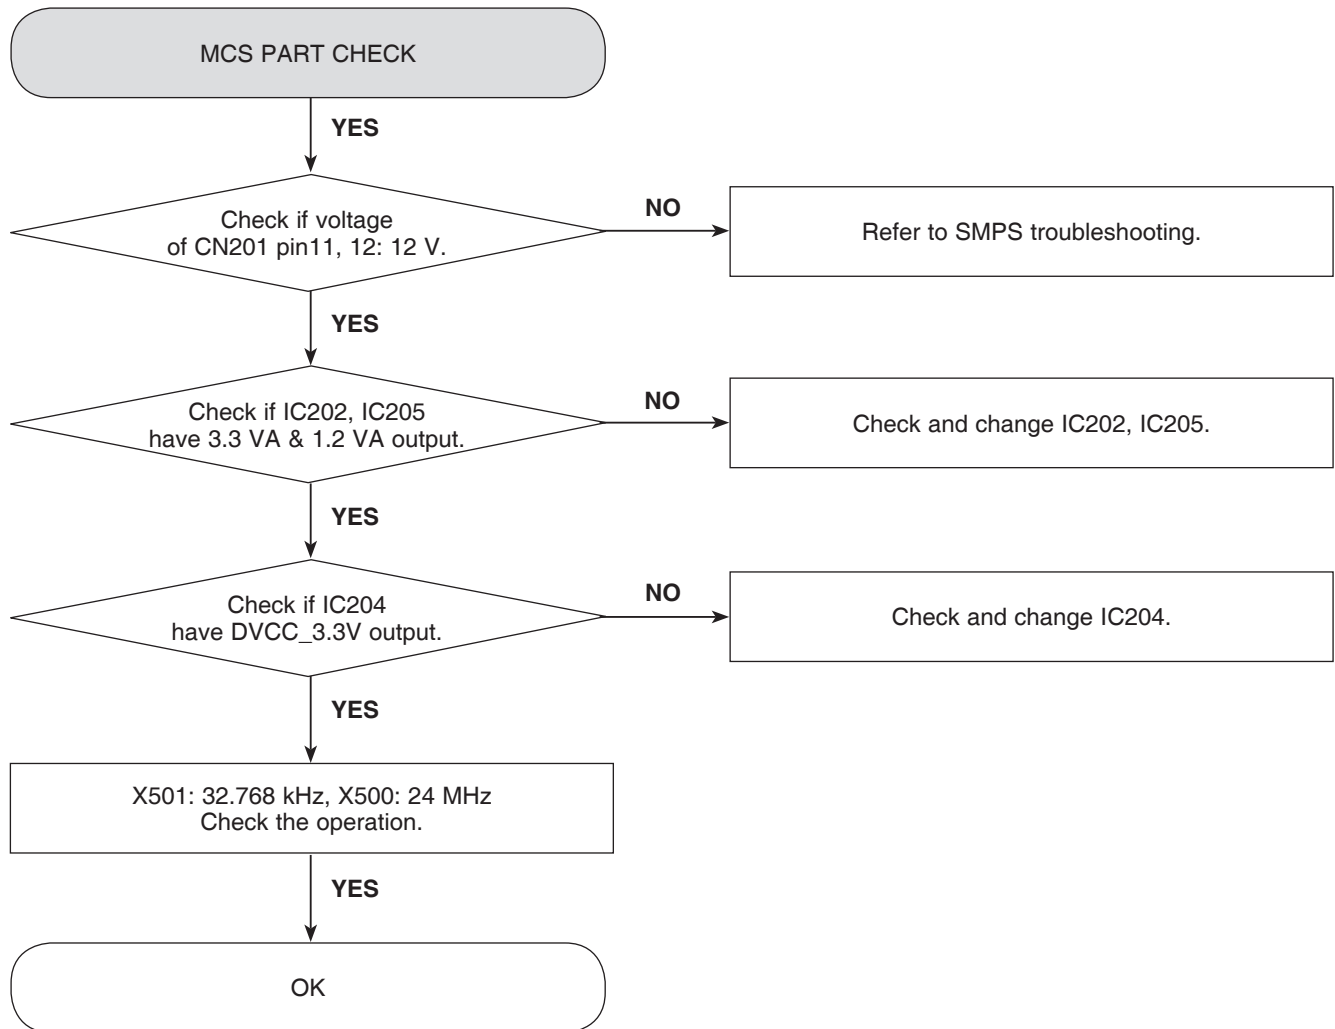 MCS PART CHECK
YES
Check if voltage
of CN201 pin11, 12: 12 V.
NO
Refer to SMPS troubleshooting.
YES
Check if IC202, IC205
have 3.3 VA & 1.2 VA output.
NO
Check and change IC202, IC205.
YES
Check if IC204
have DVCC_3.3V output.
NO
Check and change IC204.
YES
X501: 32.768 kHz, X500: 24 MHz
Check the operation.
YES
OK